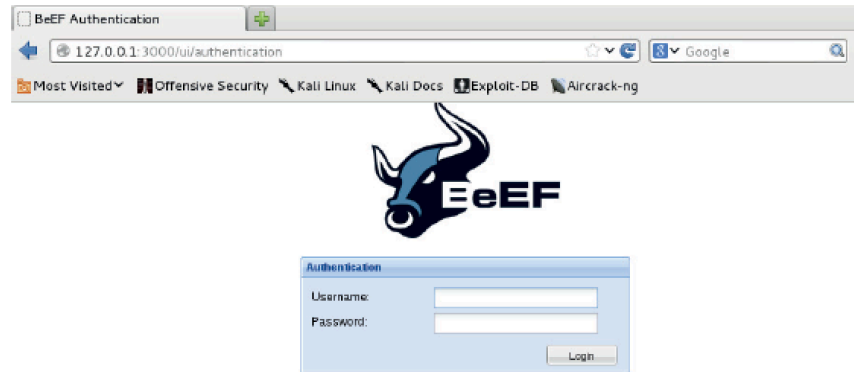 BeEF Authentication
127.0.0.1:3000/ui/authentication
Google
Most Visited Offensive Security Kali Linux Kali Docs Exploit-DB Aircrack-ng
BeEF
Authentication
Username:
Password:
Login